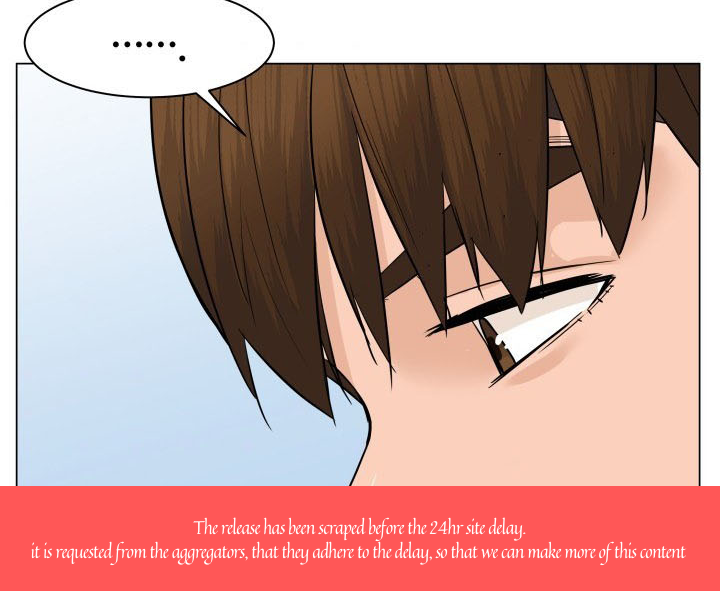 .......
The release has been scraped before the 24hr site delay.
it is requested from the aggregators, that they adhere to the delay, so that we can make more of this content